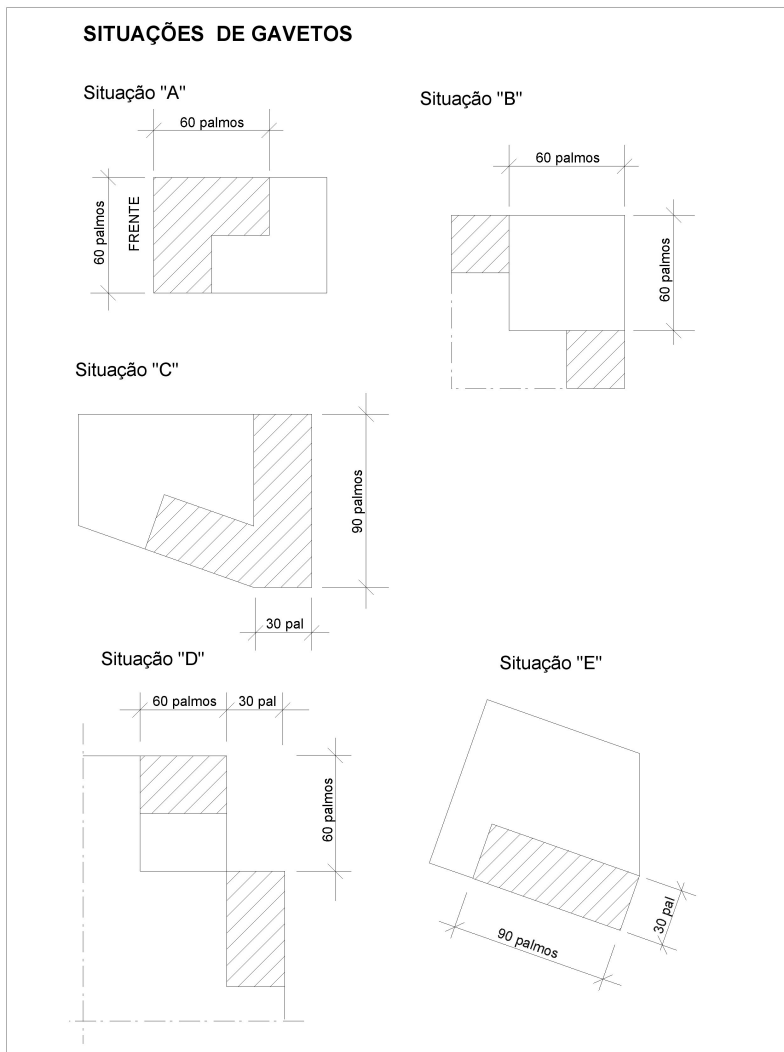 SITUAÇÕES DE GAVETOS
Situação "A"
60 palmos
60 palmos
FRENTE
Situação "B"
60 palmos
60 palmos
Situação "C"
90 palmos
30 pal
Situação "D"
60 palmos
30 pal
60 palmos
Situação "E"
90 palmos
30 pal